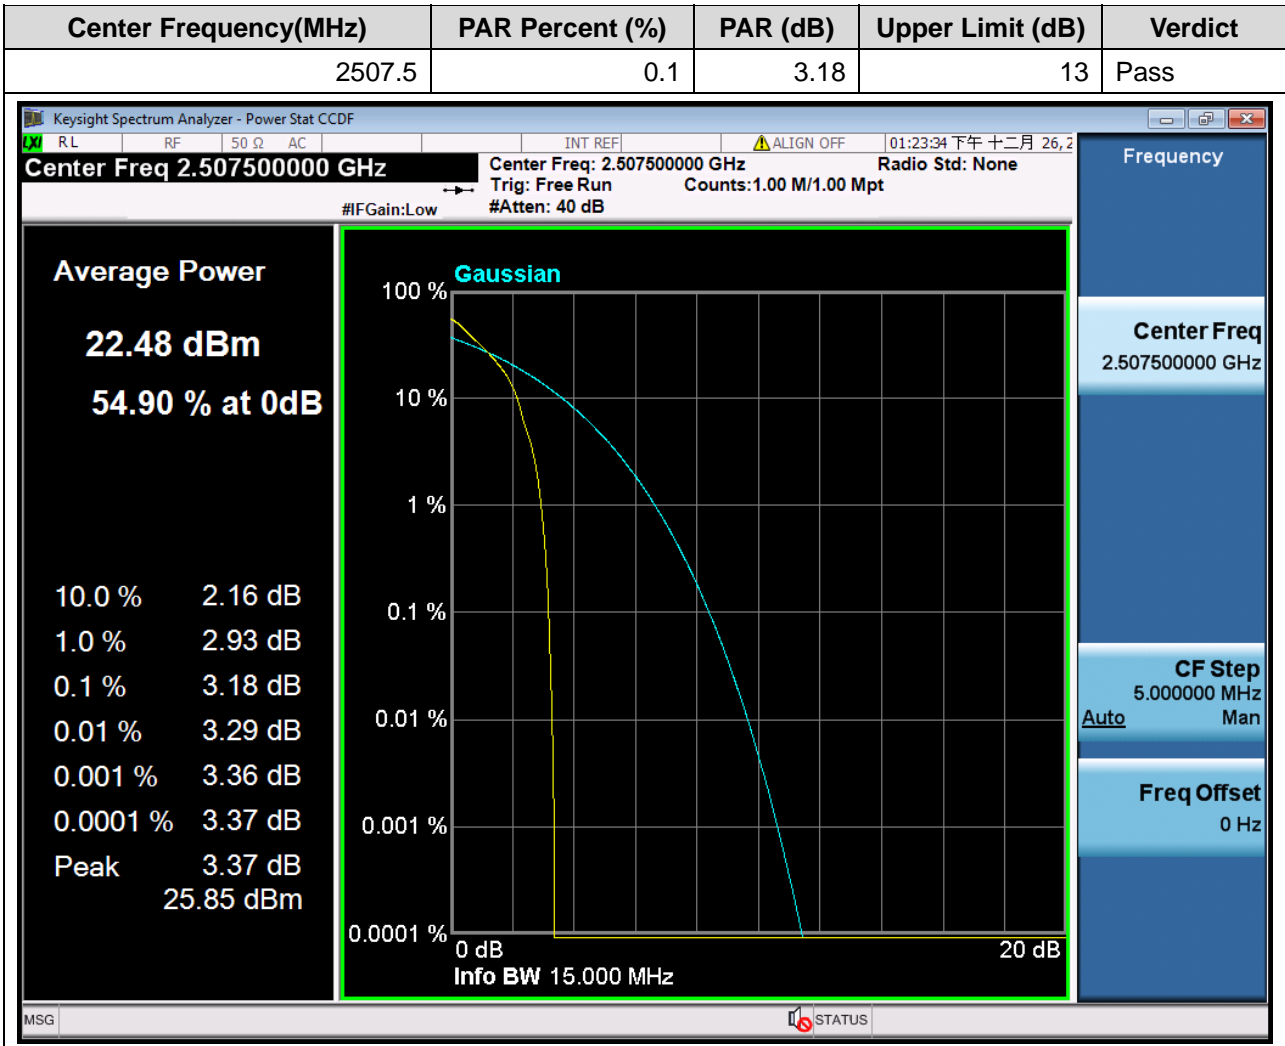 Center Frequency(MHz) PAR Percent (%) PAR (dB) Upper Limit (dB) Verdict
2507.5 0.1 3.18 13 Pass
Keysight Spectrum Analyzer - Power Stat CCDF
LXI RL RF 50 Ω AC INT REF ALIGN OFF 01:23:34 下午 十二月 26, 2
Center Freq 2.507500000 GHz
Center Freq: 2.507500000 GHz Radio Std: None
Trig: Free Run Counts:1.00 M/1.00 Mpt
#IFGain:Low #Atten: 40 dB
Average Power
22.48 dBm
54.90 % at 0dB
10.0 % 2.16 dB
1.0 % 2.93 dB
0.1 % 3.18 dB
0.01 % 3.29 dB
0.001 % 3.36 dB
0.0001 % 3.37 dB
Peak 3.37 dB
25.85 dBm
Gaussian
100 %
10 %
1 %
0.1 %
0.01 %
0.001 %
0.0001 %
0 dB 20 dB
Info BW 15.000 MHz
Frequency
Center Freq
2.507500000 GHz
CF Step
5.000000 MHz
Auto Man
Freq Offset
0 Hz
MSG STATUS